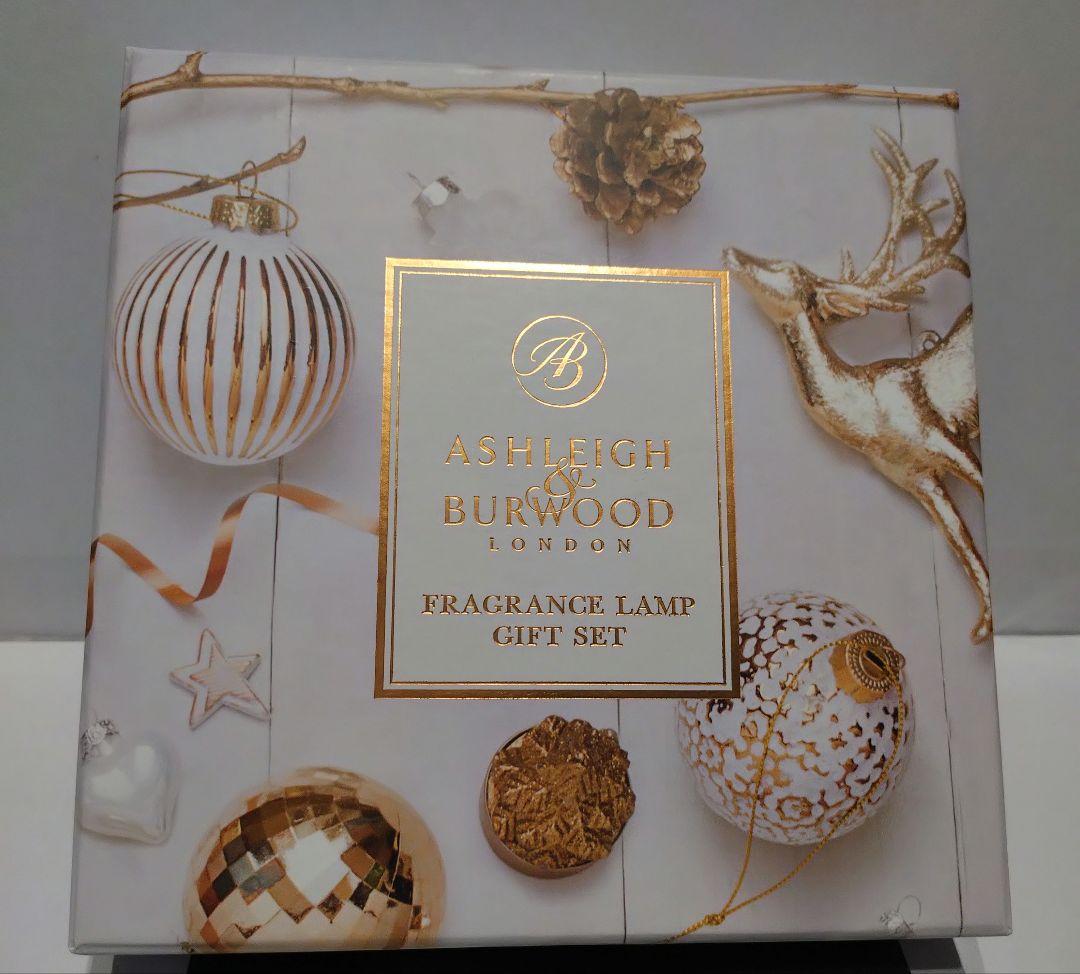 AB
ASHLEIGH
&
BURWOOD
LONDON
FRAGRANCE LAMP
GIFT SET